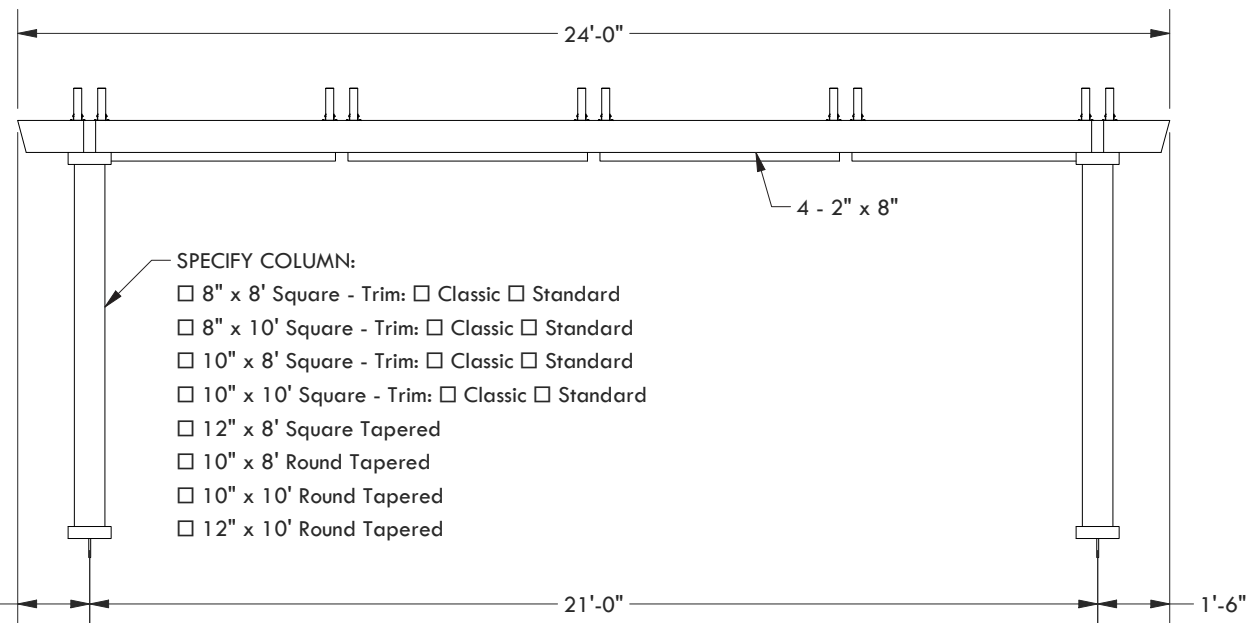 24'-0"
4 - 2" x 8"
SPECIFY COLUMN:
☐ 8" x 8' Square - Trim: ☐ Classic ☐ Standard
☐ 8" x 10' Square - Trim: ☐ Classic ☐ Standard
☐ 10" x 8' Square - Trim: ☐ Classic ☐ Standard
☐ 10" x 10' Square - Trim: ☐ Classic ☐ Standard
☐ 12" x 8' Square Tapered
☐ 10" x 8' Round Tapered
☐ 10" x 10' Round Tapered
☐ 12" x 10' Round Tapered
21'-0"
1'-6"